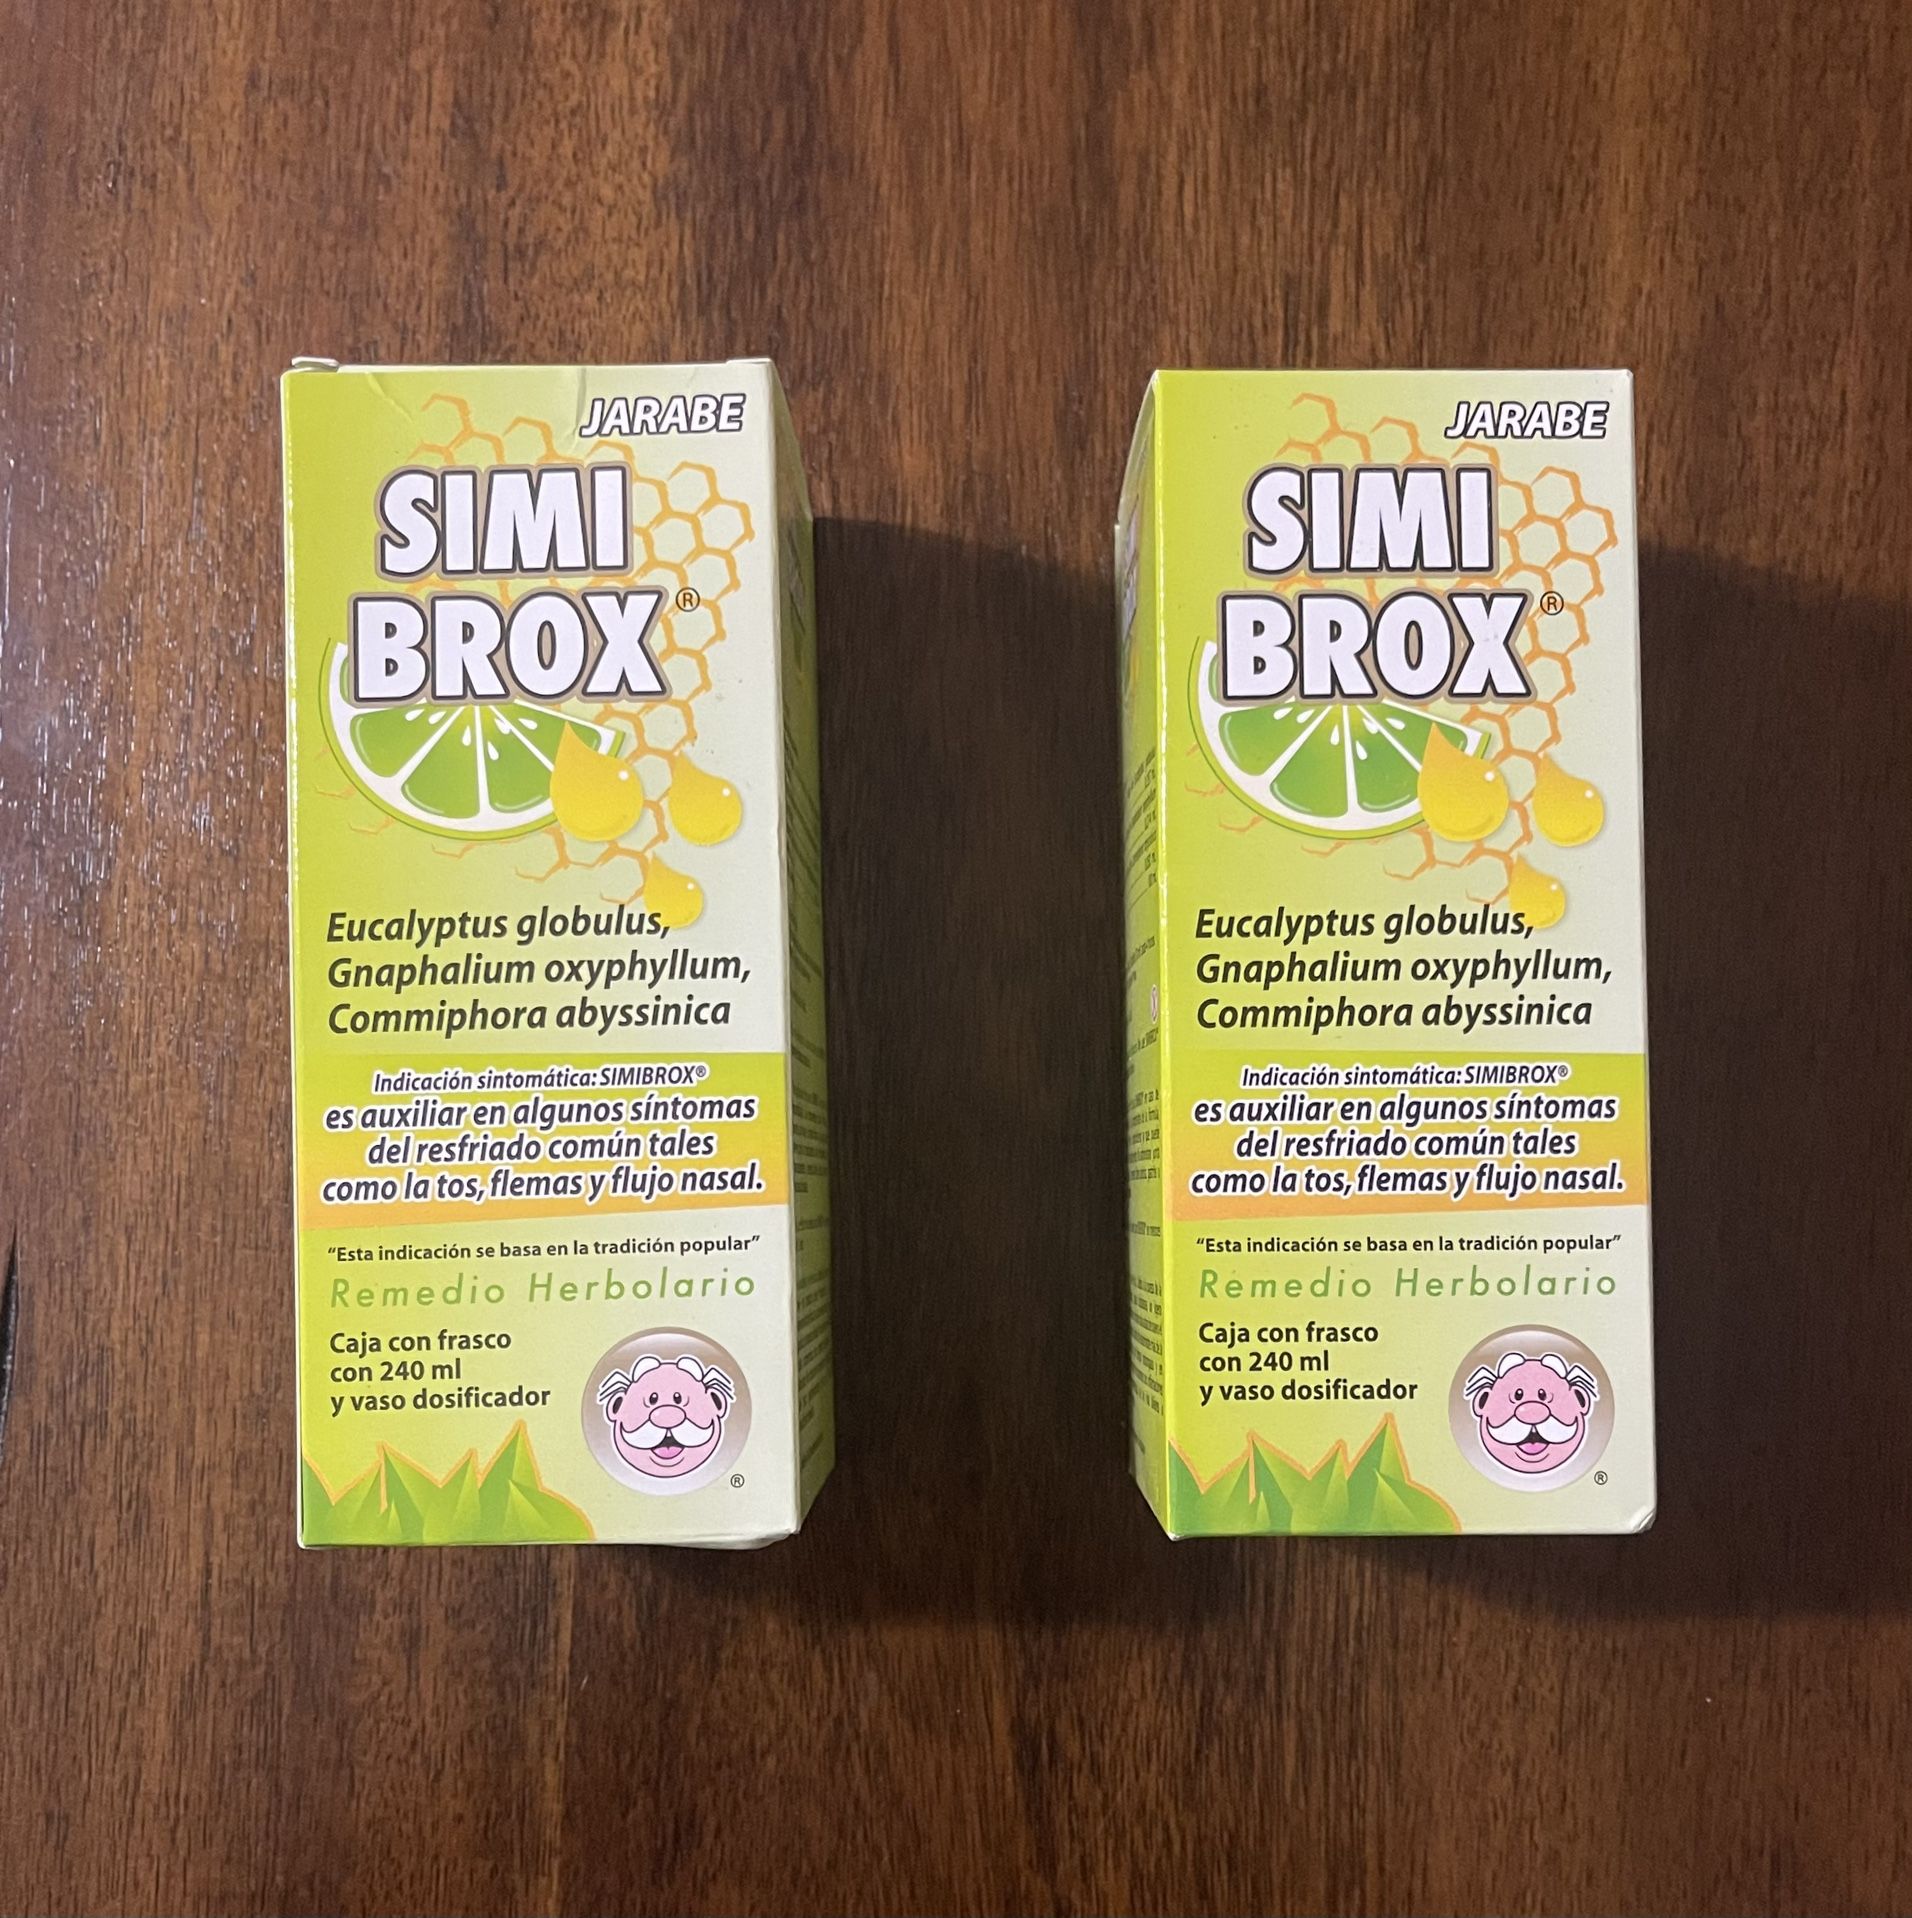 JARABE
SIMI
BROX®
Eucalyptus globulus,
Gnaphalium oxyphyllum,
Commiphora abyssinica
Indicación sintomática: SIMIBROX®
es auxiliar en algunos síntomas
del resfriado común tales
como la tos, flemas y flujo nasal.
"Esta indicación se basa en la tradición popular"
Remedio Herbolario
Caja con frasco
con 240 ml
y vaso dosificador
®
JARABE
SIMI
BROX®
Eucalyptus globulus,
Gnaphalium oxyphyllum,
Commiphora abyssinica
Indicación sintomática: SIMIBROX®
es auxiliar en algunos síntomas
del resfriado común tales
como la tos, flemas y flujo nasal.
"Esta indicación se basa en la tradición popular"
Remedio Herbolario
Caja con frasco
con 240 ml
y vaso dosificador
®